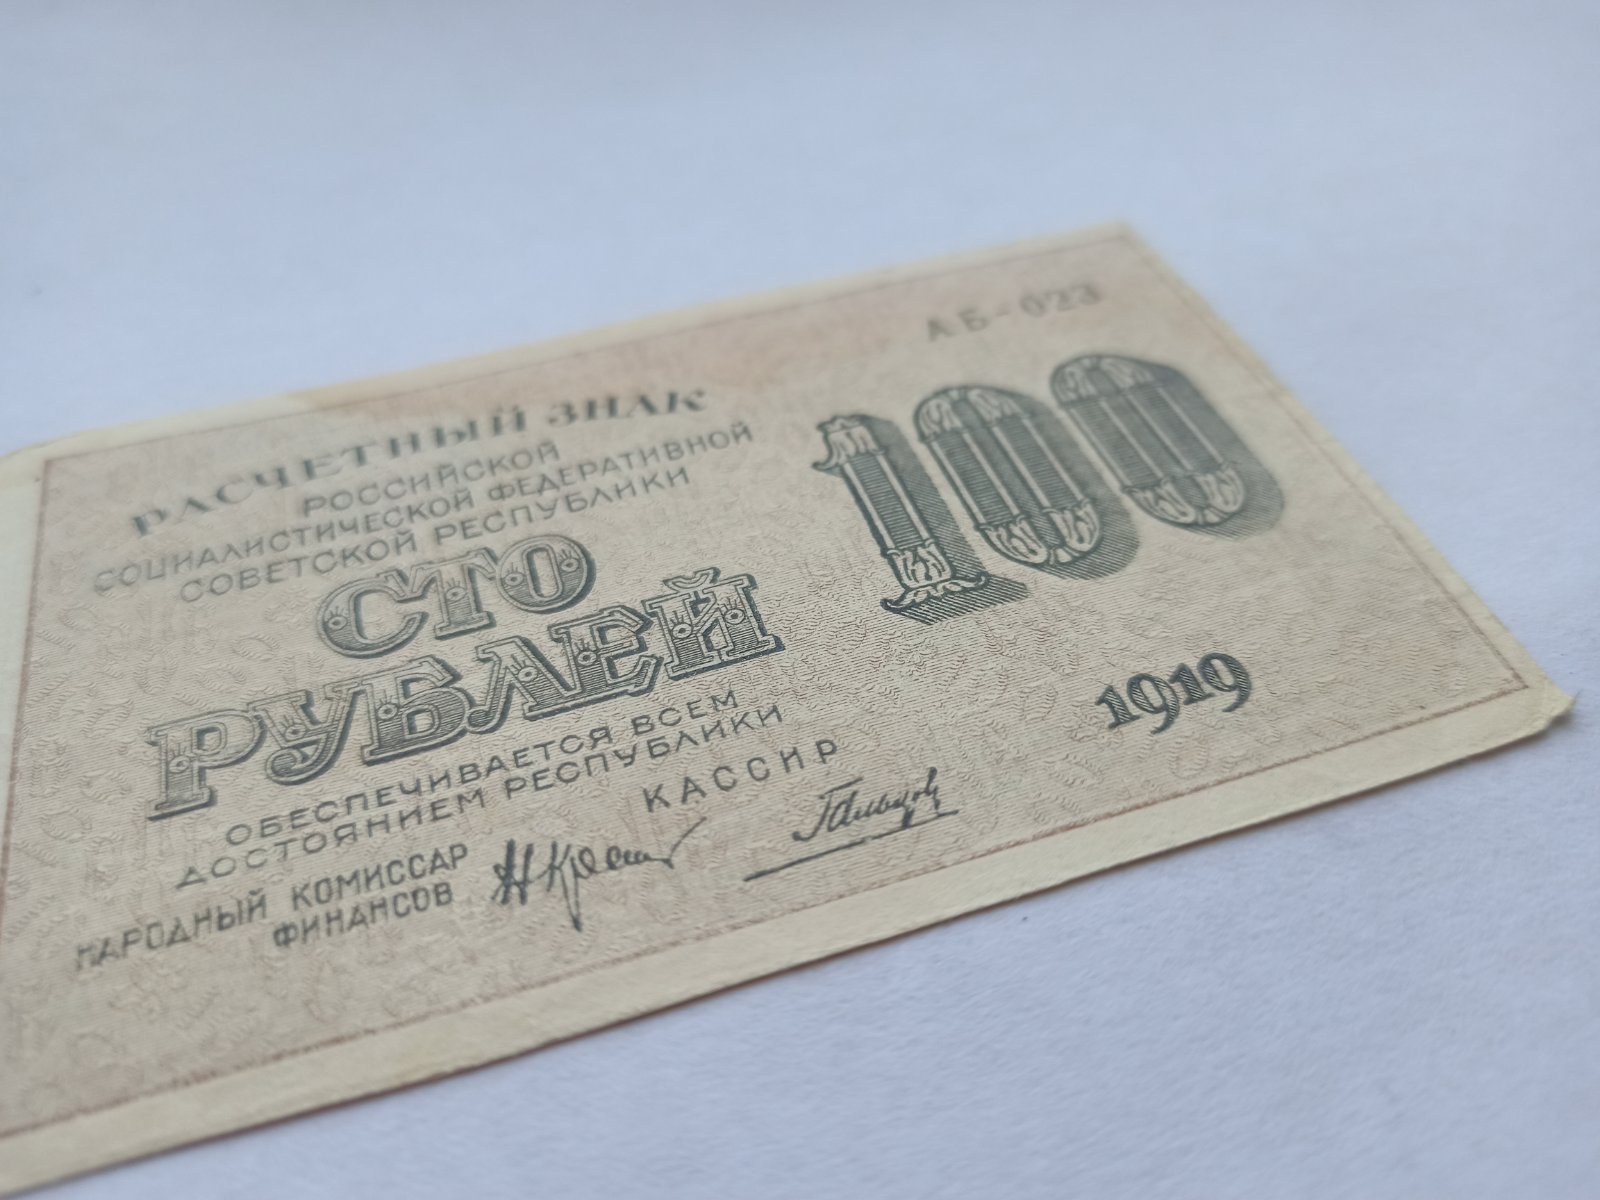 АБ-023
РАСЧЕТНЫЙ ЗНАК
РОССИЙСКОЙ
СОЦИАЛИСТИЧЕСКОЙ ФЕДЕРАТИВНОЙ
СОВЕТСКОЙ РЕСПУБЛИКИ
100
СТО
РУБЛЕЙ
1919
ОБЕСПЕЧИВАЕТСЯ ВСЕМ
ДОСТОЯНИЕМ РЕСПУБЛИКИ
КАССИР
НАРОДНЫЙ КОМИССАР
ФИНАНСОВ
Гальцов